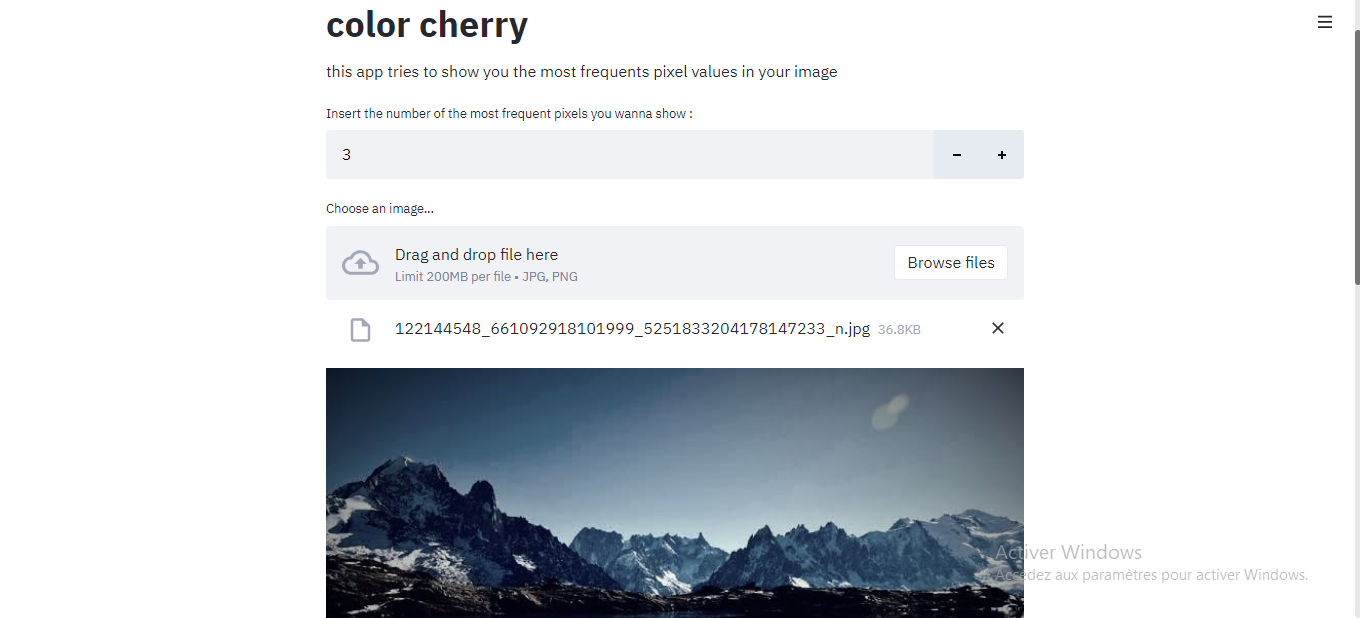 color cherry
this app tries to show you the most frequents pixel values in your image
Insert the number of the most frequent pixels you wanna show :
3 − +
Choose an image...
Drag and drop file here
Limit 200MB per file • JPG, PNG
Browse files
122144548_661092918101999_5251833204178147233_n.jpg 36.8KB
Activer Windows
Accédez aux paramètres pour activer Windows.